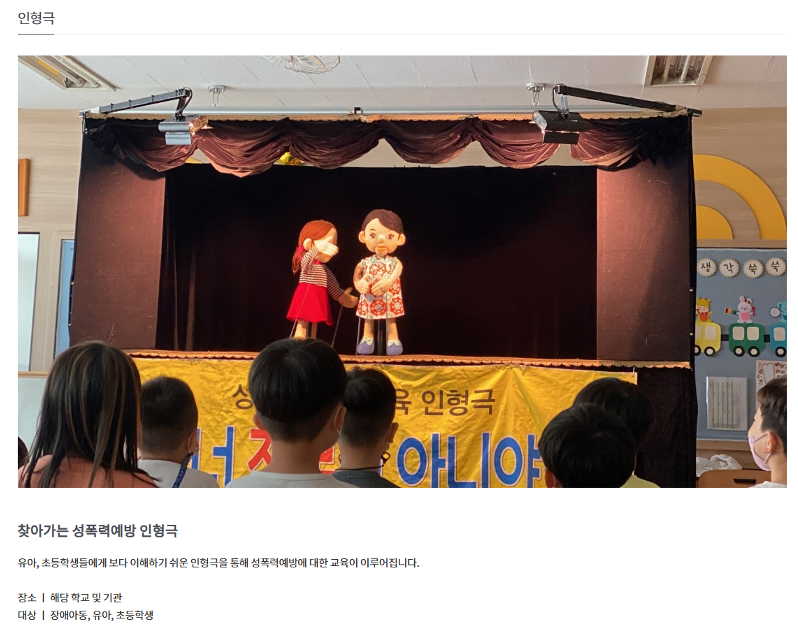 인형극
생각쑥쑥
성 육 인형극
너 아니야
찾아가는 성폭력예방 인형극
유아, 초등학생들에게 보다 이해하기 쉬운 인형극을 통해 성폭력예방에 대한 교육이 이루어집니다.
장소 ㅣ 해당 학교 및 기관
대상 ㅣ 장애아동, 유아, 초등학생